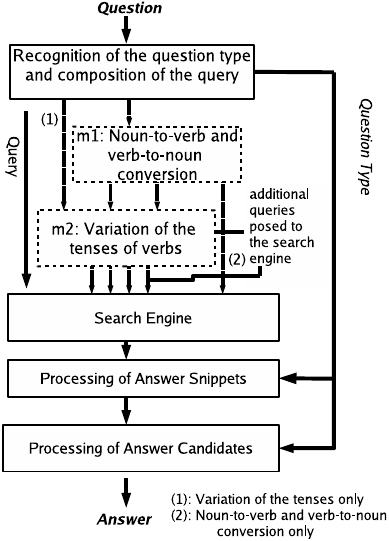 Question
Recognition of the question type
and composition of the query
(1)
m1: Noun-to-verb and
verb-to-noun
conversion
Query
Question Type
additional
queries
posed to
the search
engine
m2: Variation of the
tenses of verbs
(2)
Search Engine
Processing of Answer Snippets
Processing of Answer Candidates
Answer
(1): Variation of the tenses only
(2): Noun-to-verb and verb-to-noun
conversion only